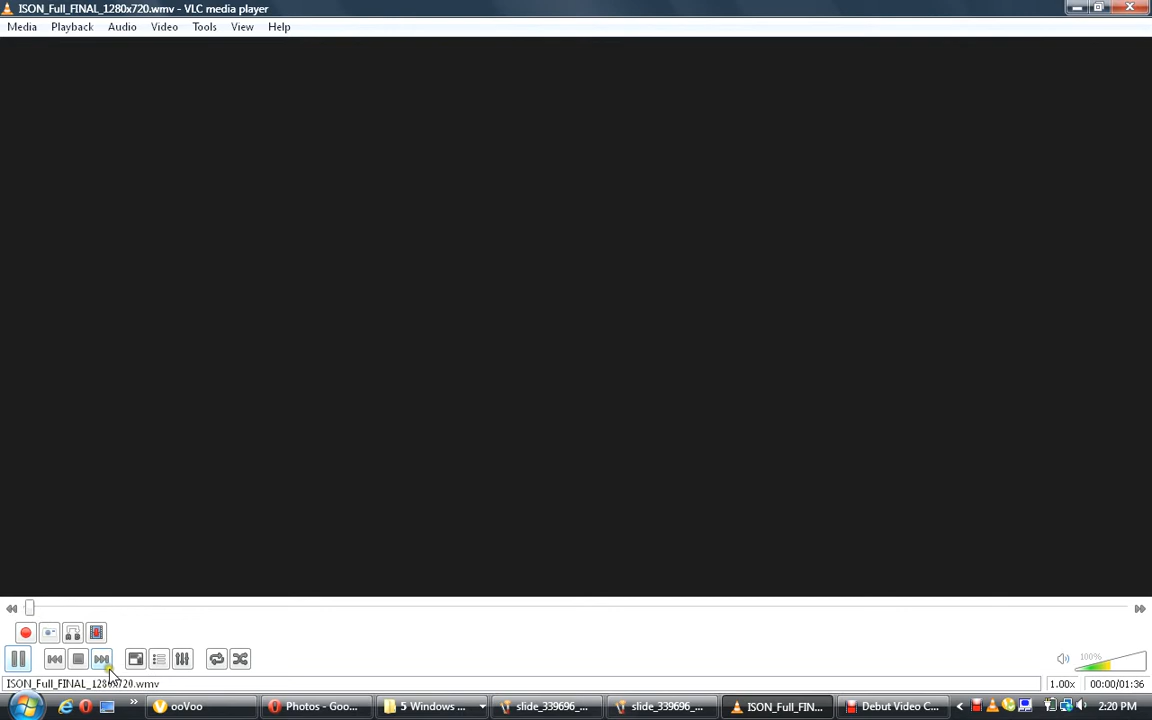 ISON_Full_FINAL_1280x720.wmv - VLC media player
Media Playback Audio Video Tools View Help
100%
ISON_Full_FINAL_1280x720.wmv 1.00x 00:00/01:36
ooVoo Photos - Goo... 5 Windows ... slide_339696_... slide_339696_... ISON_Full_FIN... Debut Video C... 2:20 PM